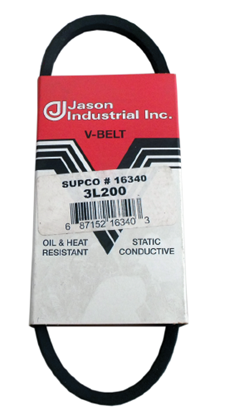 Jason
Industrial Inc.
V-BELT
SUPCO # 16340
3L200
6 87152 16340 3
OIL & HEAT
RESISTANT
STATIC
CONDUCTIVE